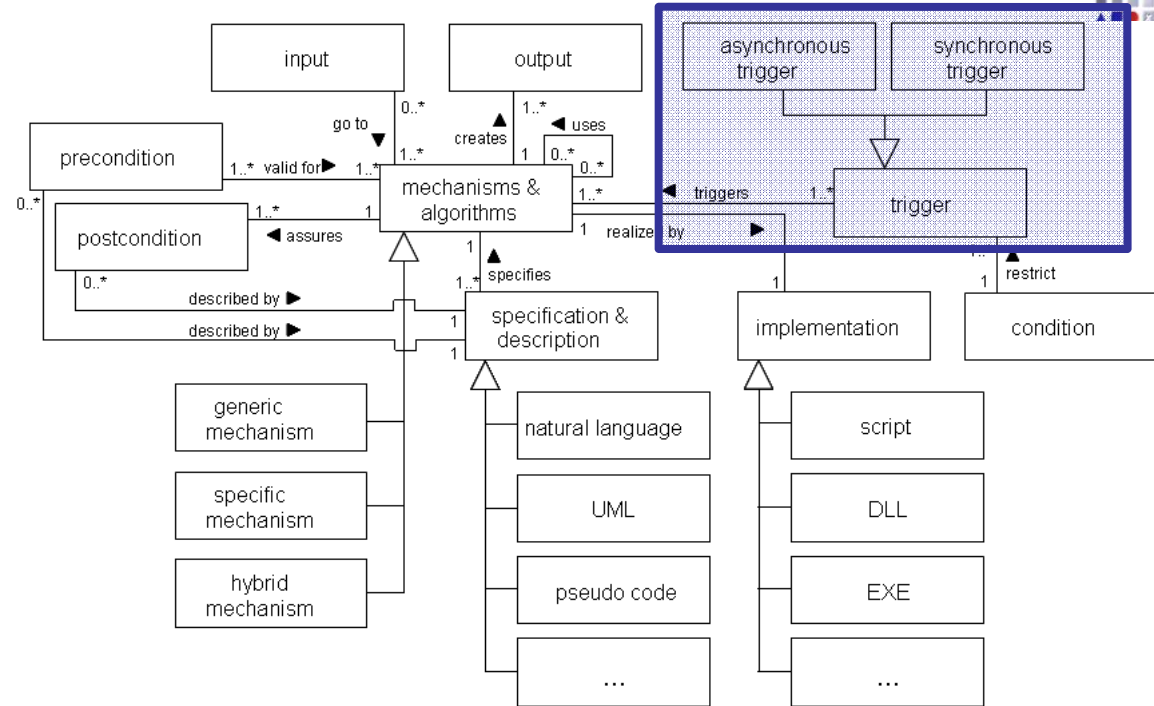 input
output
asynchronous
trigger
synchronous
trigger
0..*
1..*
go to ▼
creates ▲
◄ uses
precondition
1..*
valid for ►
1..*
1
0..*
0..*
mechanisms &
algorithms
1..*
◄ triggers
1..*
trigger
0..*
postcondition
1..*
◄ assures
1
1
realized by ►
0..*
described by ►
described by ►
1
▲ specifies
1..*
1
1
specification &
description
1
implementation
1
▲ restrict
condition
generic
mechanism
specific
mechanism
hybrid
mechanism
natural language
UML
pseudo code
...
script
DLL
EXE
...